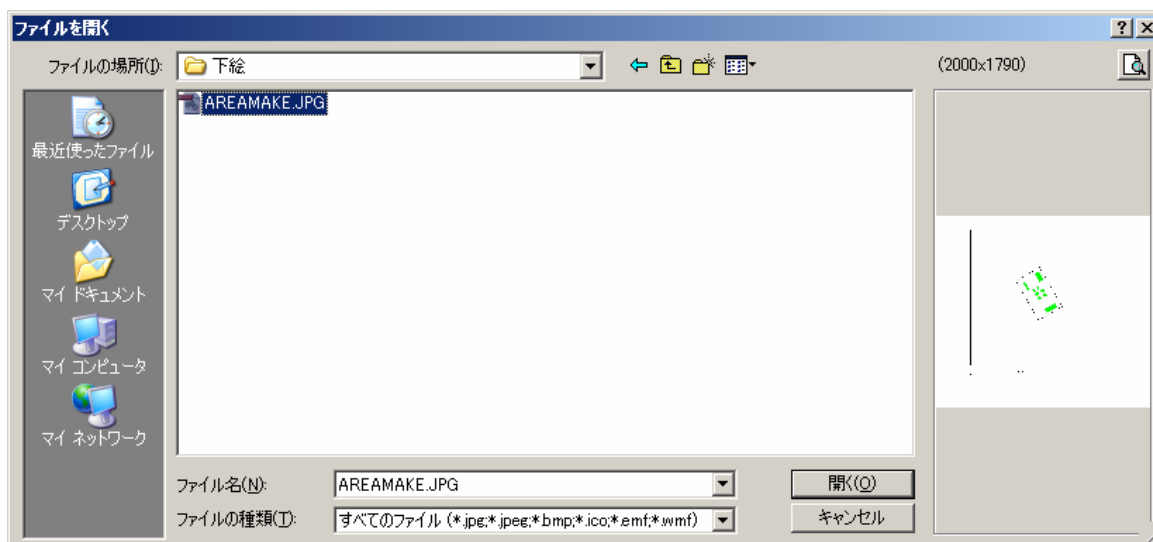 ファイルを開く
ファイルの場所(I):
下絵
(2000x1790)
AREAMAKE.JPG
最近使ったファイル
デスクトップ
マイ ドキュメント
マイ コンピュータ
マイ ネットワーク
ファイル名(N):
AREAMAKE.JPG
開く(O)
ファイルの種類(T):
すべてのファイル (*.jpg;*.jpeg;*.bmp;*.ico;*.emf;*.wmf)
キャンセル